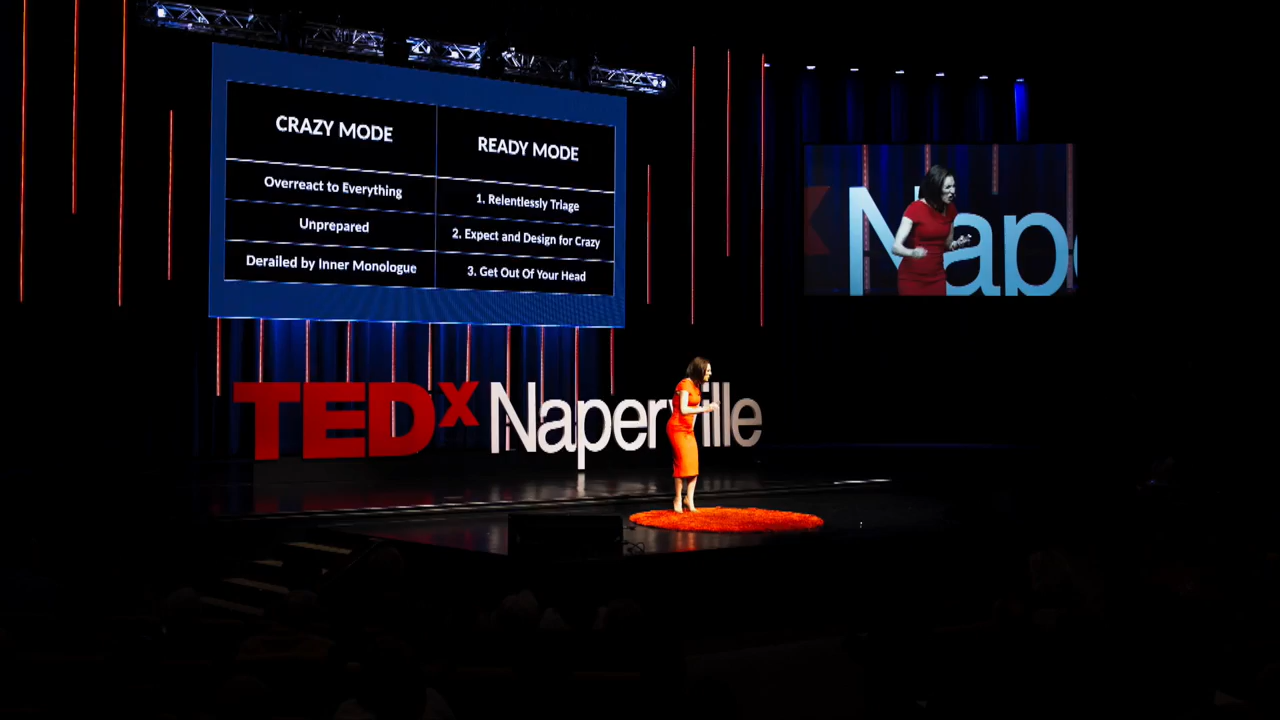 CRAZY MODE
READY MODE
Overreact to Everything
1. Relentlessly Triage
Unprepared
2. Expect and Design for Crazy
Derailed by Inner Monologue
3. Get Out Of Your Head
Nape
TEDx Naperville